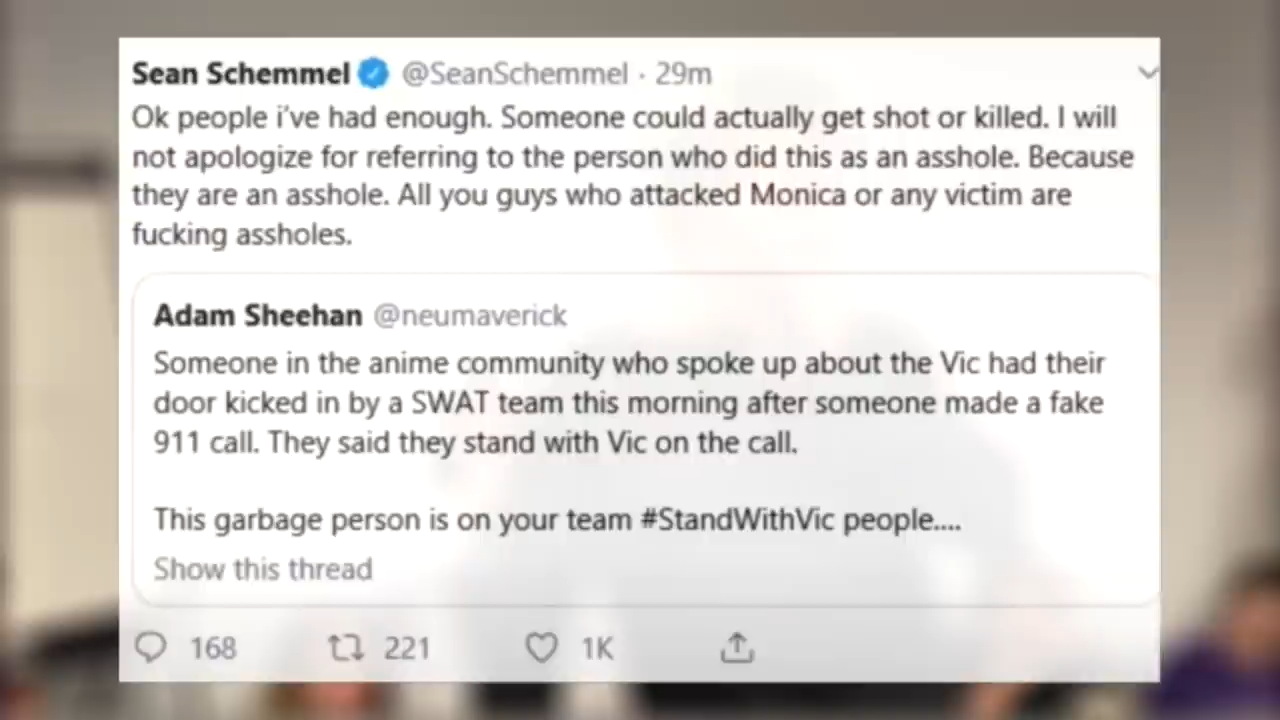 Sean Schemmel @SeanSchemmel · 29m
Ok people i've had enough. Someone could actually get shot or killed. I will
not apologize for referring to the person who did this as an asshole. Because
they are an asshole. All you guys who attacked Monica or any victim are
fucking assholes.
Adam Sheehan @neumaverick
Someone in the anime community who spoke up about the Vic had their
door kicked in by a SWAT team this morning after someone made a fake
911 call. They said they stand with Vic on the call.
This garbage person is on your team #StandWithVic people....
Show this thread
168 221 1K